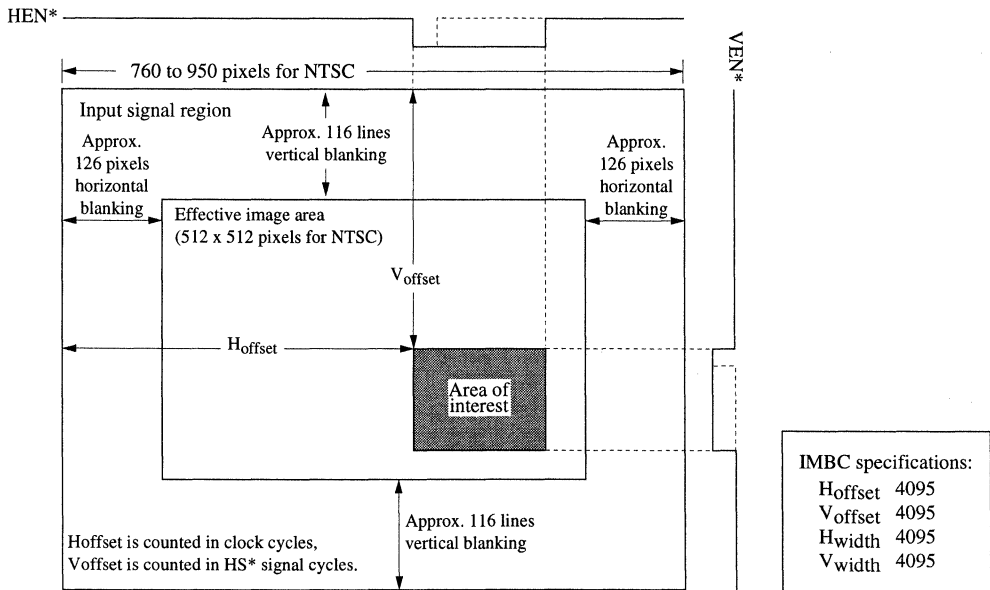 HEN*
VEN*
760 to 950 pixels for NTSC
Input signal region
Approx. 116 lines
vertical blanking
Approx.
126 pixels
horizontal
blanking
Approx.
126 pixels
horizontal
blanking
Effective image area
(512 x 512 pixels for NTSC)
Voffset
Hoffset
Area of
interest
Approx. 116 lines
vertical blanking
Hoffset is counted in clock cycles,
Voffset is counted in HS* signal cycles.
IMBC specifications:
Hoffset 4095
Voffset 4095
Hwidth 4095
Vwidth 4095